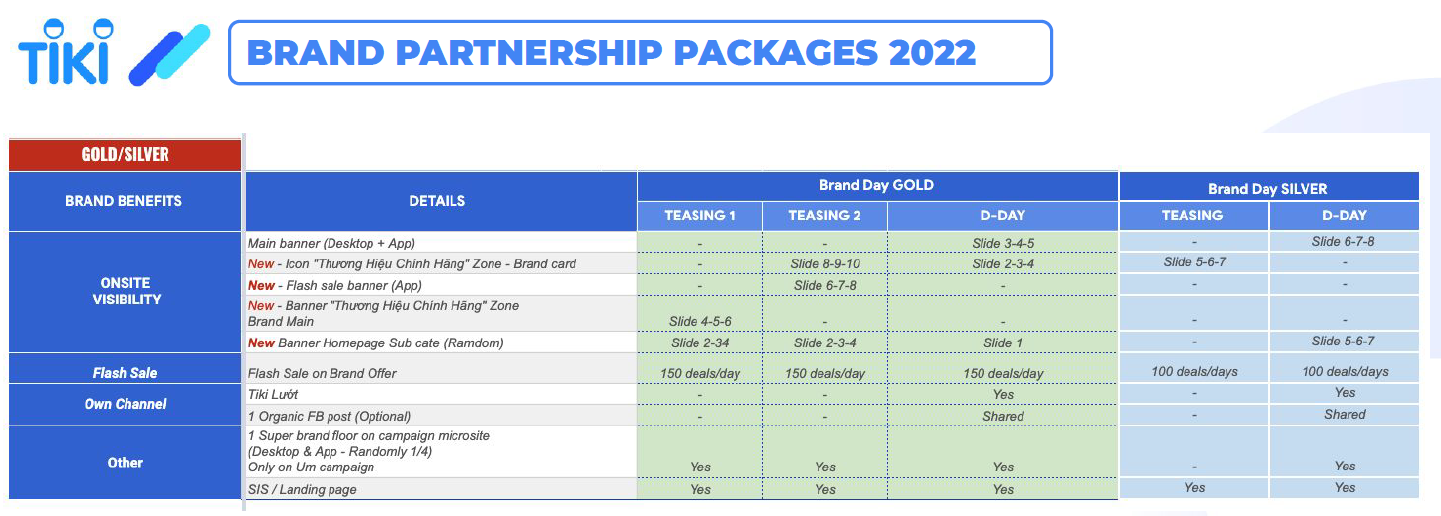 TIKI
BRAND PARTNERSHIP PACKAGES 2022
GOLD/SILVER
BRAND BENEFITS DETAILS Brand Day GOLD Brand Day SILVER
TEASING 1 TEASING 2 D-DAY TEASING D-DAY
ONSITE VISIBILITY
Main banner (Desktop + App) - - Slide 3-4-5 - Slide 6-7-8
New - Icon "Thương Hiệu Chính Hãng" Zone - Brand card - Slide 8-9-10 Slide 2-3-4 Slide 5-6-7 -
New - Flash sale banner (App) - Slide 6-7-8 - - -
New - Banner "Thương Hiệu Chính Hãng" Zone
Brand Main Slide 4-5-6 - - - -
New Banner Homepage Sub cate (Ramdom) Slide 2-34 Slide 2-3-4 Slide 1 - Slide 5-6-7
Flash Sale Flash Sale on Brand Offer 150 deals/day 150 deals/day 150 deals/day 100 deals/days 100 deals/days
Own Channel
Tiki Lướt - - Yes - Yes
1 Organic FB post (Optional) - - Shared - Shared
Other
1 Super brand floor on campaign microsite
(Desktop & App - Randomly 1/4)
Only on Um campaign Yes Yes Yes - Yes
SIS / Landing page Yes Yes Yes Yes Yes